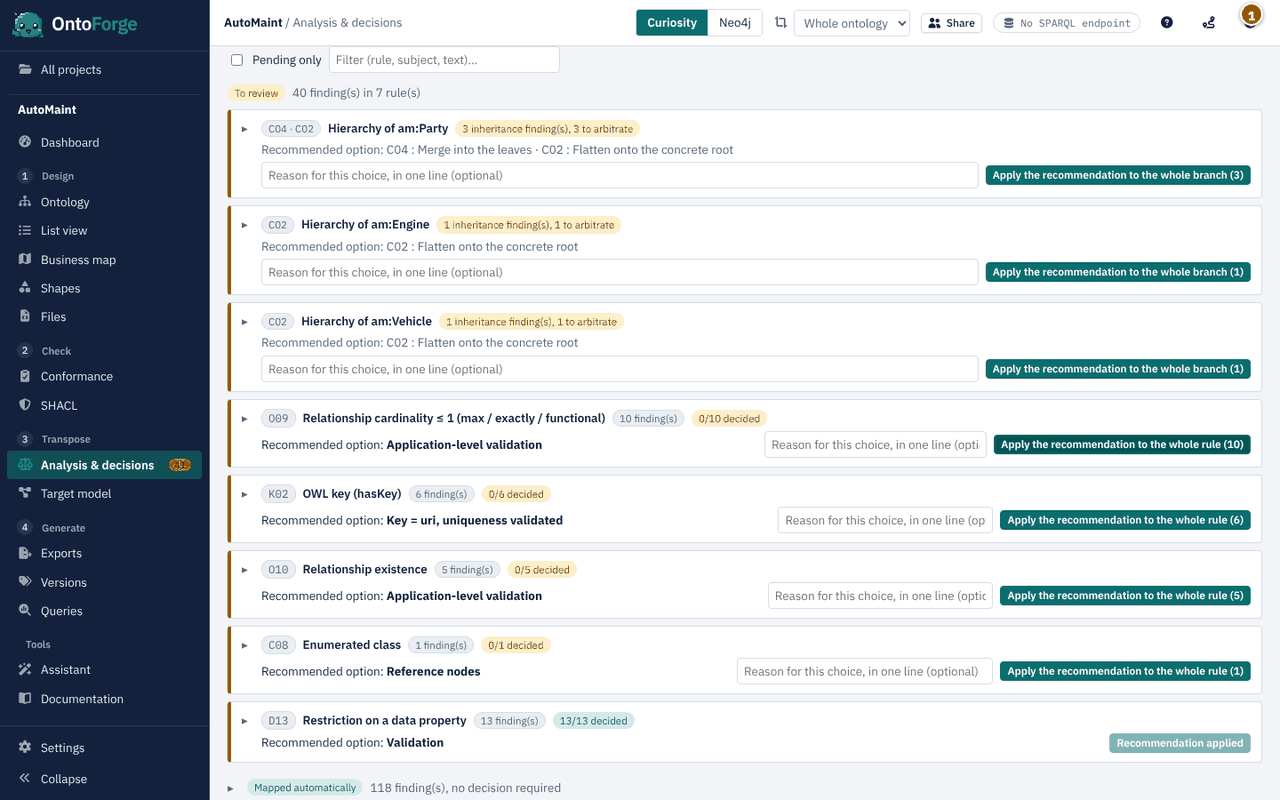 OntoForge
AutoMaint / Analysis & decisions
Curiosity
Neo4j
Whole ontology
Share
No SPARQL endpoint
1
All projects
AutoMaint
Dashboard
1 Design
Ontology
List view
Business map
Shapes
Files
2 Check
Conformance
SHACL
3 Transpose
Analysis & decisions
Target model
4 Generate
Exports
Versions
Queries
Tools
Assistant
Documentation
Settings
Collapse
Pending only
Filter (rule, subject, text)...
To review 40 finding(s) in 7 rule(s)
C04 · C02 Hierarchy of am:Party 3 inheritance finding(s), 3 to arbitrate
Recommended option: C04 : Merge into the leaves · C02 : Flatten onto the concrete root
Reason for this choice, in one line (optional) Apply the recommendation to the whole branch (3)
C02 Hierarchy of am:Engine 1 inheritance finding(s), 1 to arbitrate
Recommended option: C02 : Flatten onto the concrete root
Reason for this choice, in one line (optional) Apply the recommendation to the whole branch (1)
C02 Hierarchy of am:Vehicle 1 inheritance finding(s), 1 to arbitrate
Recommended option: C02 : Flatten onto the concrete root
Reason for this choice, in one line (optional) Apply the recommendation to the whole branch (1)
O09 Relationship cardinality ≤ 1 (max / exactly / functional) 10 finding(s) 0/10 decided
Recommended option: Application-level validation Reason for this choice, in one line (opti Apply the recommendation to the whole rule (10)
K02 OWL key (hasKey) 6 finding(s) 0/6 decided
Recommended option: Key = uri, uniqueness validated Reason for this choice, in one line (op Apply the recommendation to the whole rule (6)
O10 Relationship existence 5 finding(s) 0/5 decided
Recommended option: Application-level validation Reason for this choice, in one line (optic Apply the recommendation to the whole rule (5)
C08 Enumerated class 1 finding(s) 0/1 decided
Recommended option: Reference nodes Reason for this choice, in one line (optional) Apply the recommendation to the whole rule (1)
D13 Restriction on a data property 13 finding(s) 13/13 decided
Recommended option: Validation Recommendation applied
Mapped automatically 118 finding(s), no decision required